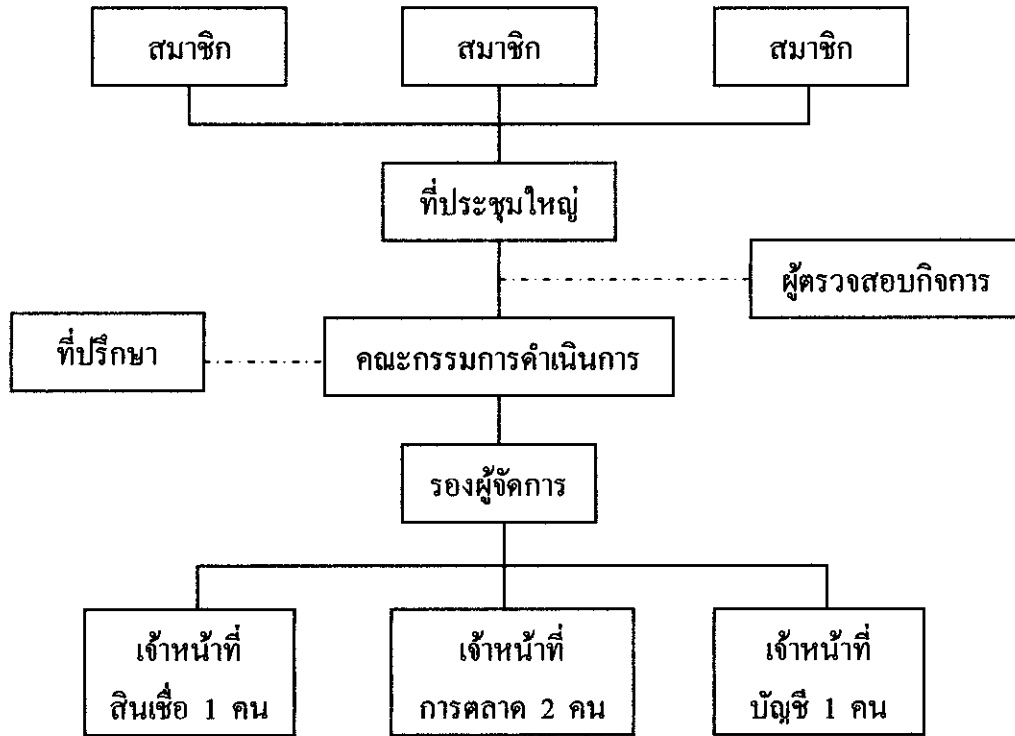 สมาชิก
สมาชิก
สมาชิก
ที่ประชุมใหญ่
ผู้ตรวจสอบกิจการ
ที่ปรึกษา
คณะกรรมการดำเนินการ
รองผู้จัดการ
เจ้าหน้าที่
สินเชื่อ 1 คน
เจ้าหน้าที่
การตลาด 2 คน
เจ้าหน้าที่
บัญชี 1 คน